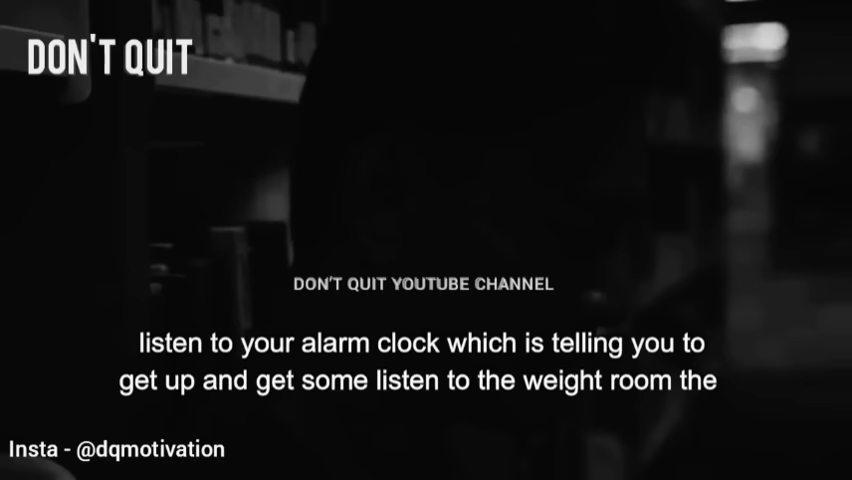 DON'T QUIT
DON'T QUIT YOUTUBE CHANNEL
listen to your alarm clock which is telling you to
get up and get some listen to the weight room the
Insta - @dqmotivation